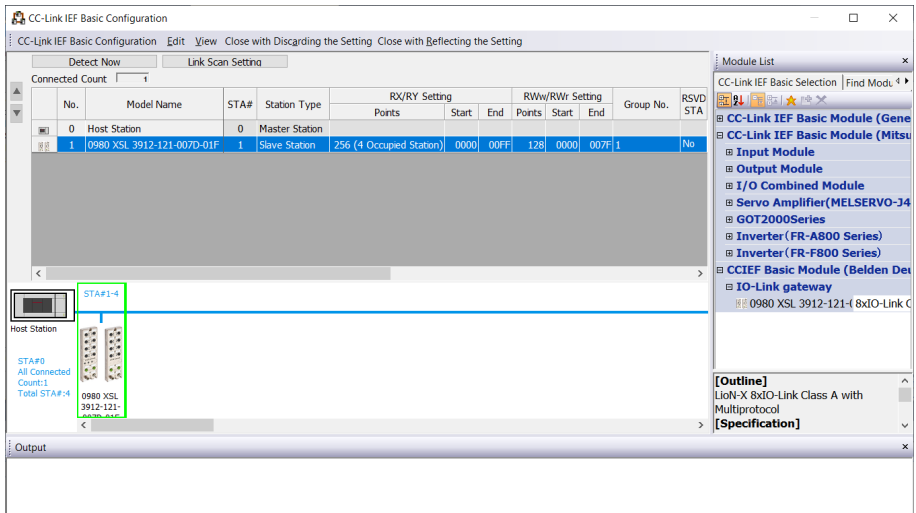 CC-Link IEF Basic Configuration
CC-Link IEF Basic Configuration Edit View Close with Discarding the Setting Close with Reflecting the Setting
Detect Now Link Scan Setting
Connected Count 1
No. Model Name STA# Station Type RX/RY Setting RWw/RWr Setting Group No. RSVD STA
Points Start End Points Start End
0 Host Station 0 Master Station
1 0980 XSL 3912-121-007D-01F 1 Slave Station 256 (4 Occupied Station) 0000 00FF 128 0000 007F 1 No
STA#1-4
Host Station
STA#0
All Connected
Count:1
Total STA#:4
0980 XSL
3912-121-
007D-01F
Module List
CC-Link IEF Basic Selection Find Modu
CC-Link IEF Basic Module (Gene
CC-Link IEF Basic Module (Mitsu
Input Module
Output Module
I/O Combined Module
Servo Amplifier(MELSERVO-J4
GOT2000Series
Inverter(FR-A800 Series)
Inverter(FR-F800 Series)
CCIEF Basic Module (Belden Deu
IO-Link gateway
0980 XSL 3912-121-( 8xIO-Link C
[Outline]
LioN-X 8xIO-Link Class A with
Multiprotocol
[Specification]
Output